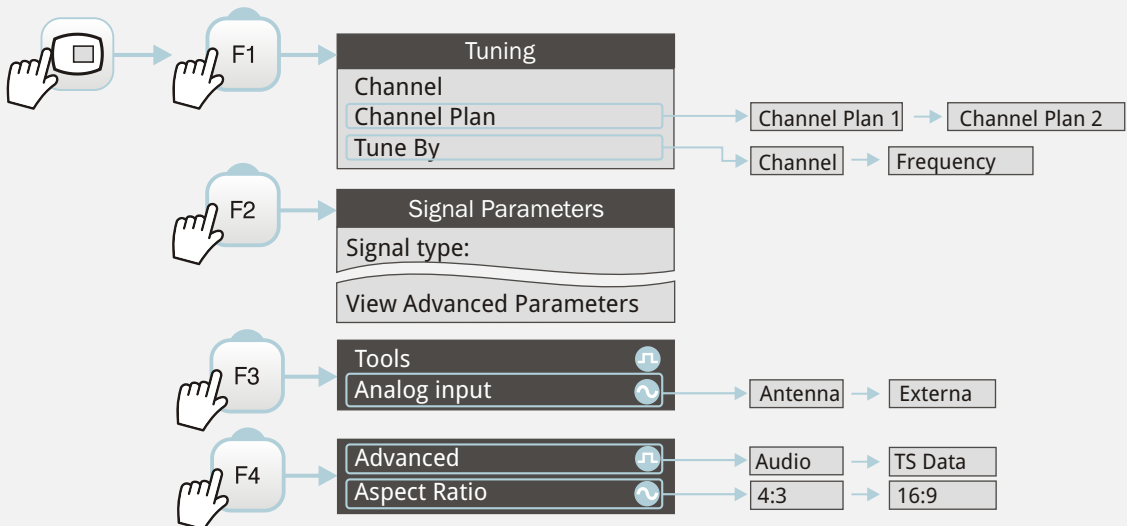 F1
Tuning
Channel
Channel Plan
Channel Plan 1
Channel Plan 2
Tune By
Channel
Frequency
F2
Signal Parameters
Signal type:
View Advanced Parameters
F3
Tools
Analog input
Antenna
Externa
F4
Advanced
Audio
TS Data
Aspect Ratio
4:3
16:9